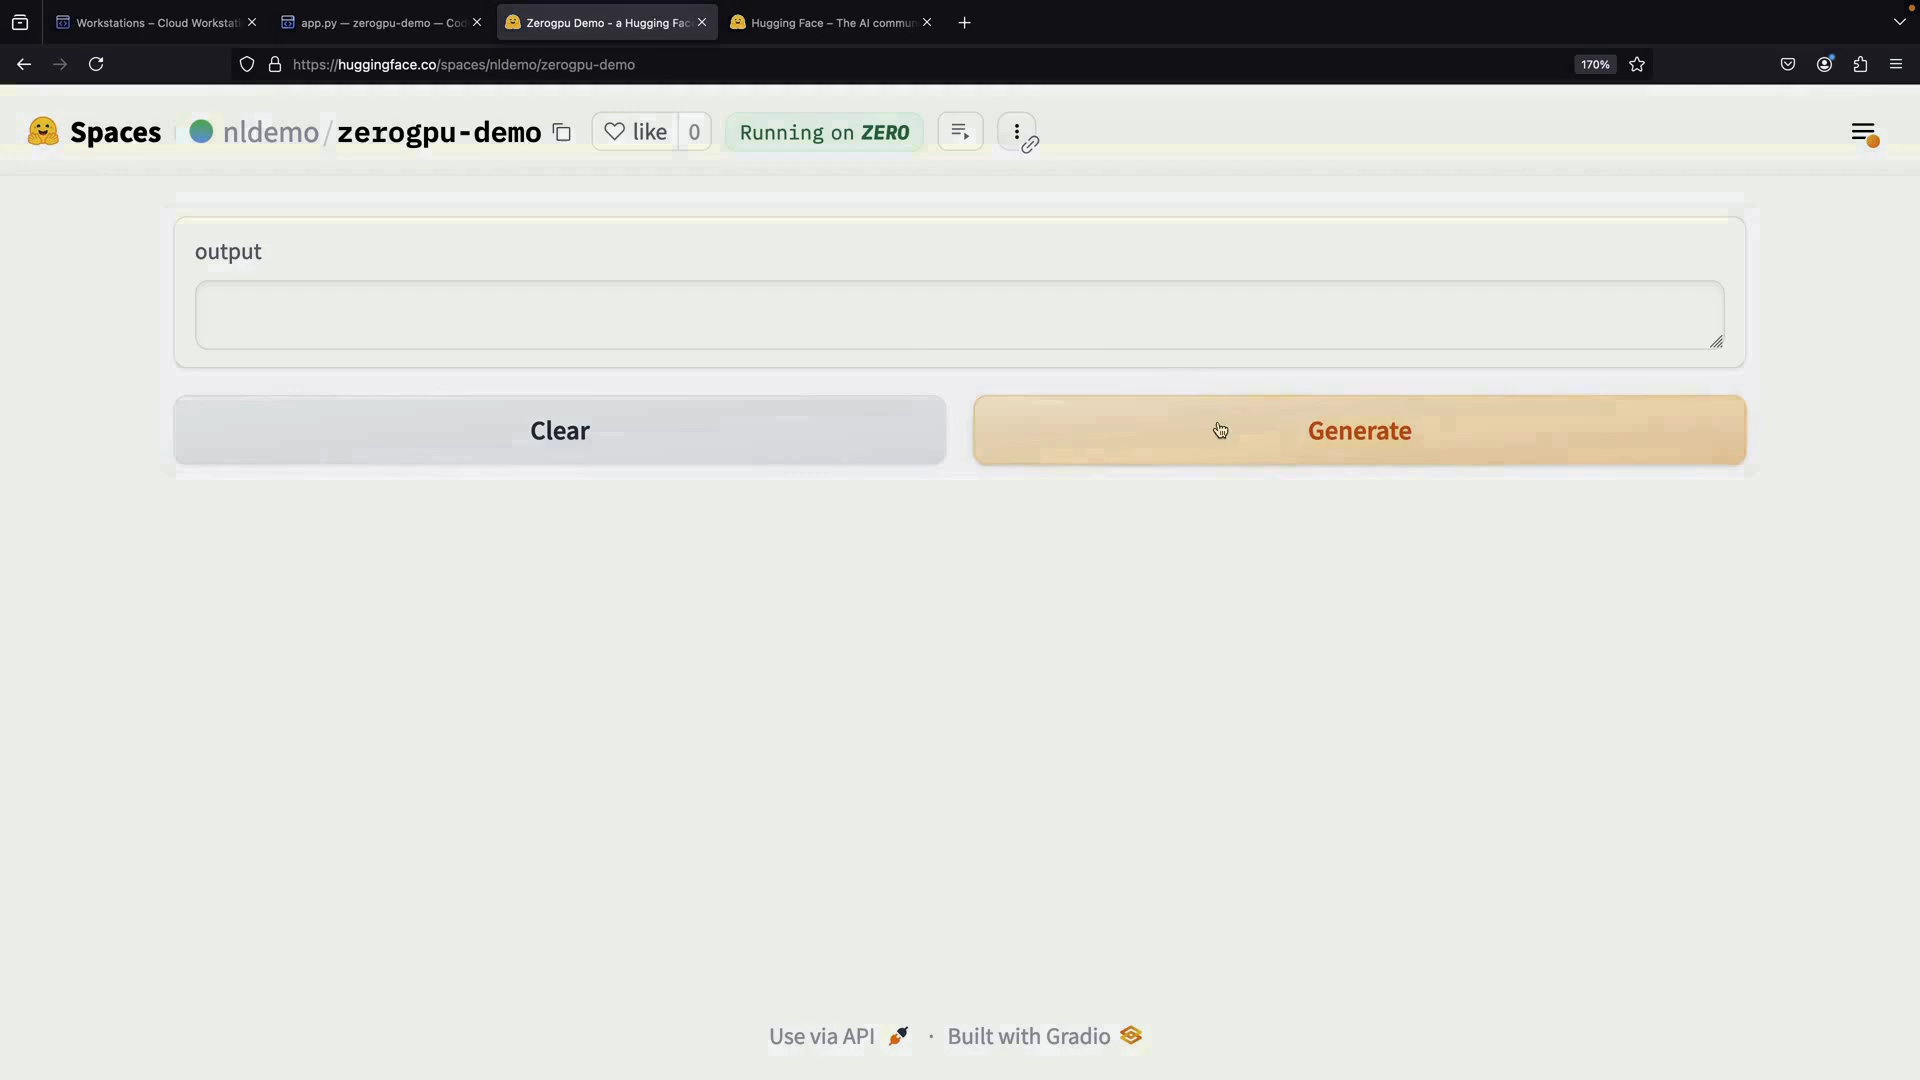 Workstations – Cloud Workstat
app.py — zerogpu-demo — Cod
Zerogpu Demo - a Hugging Fac
Hugging Face – The AI commun
https://huggingface.co/spaces/nldemo/zerogpu-demo
170%
Spaces
nldemo/zerogpu-demo
like
0
Running on ZERO
output
Clear
Generate
Use via API
·
Built with Gradio